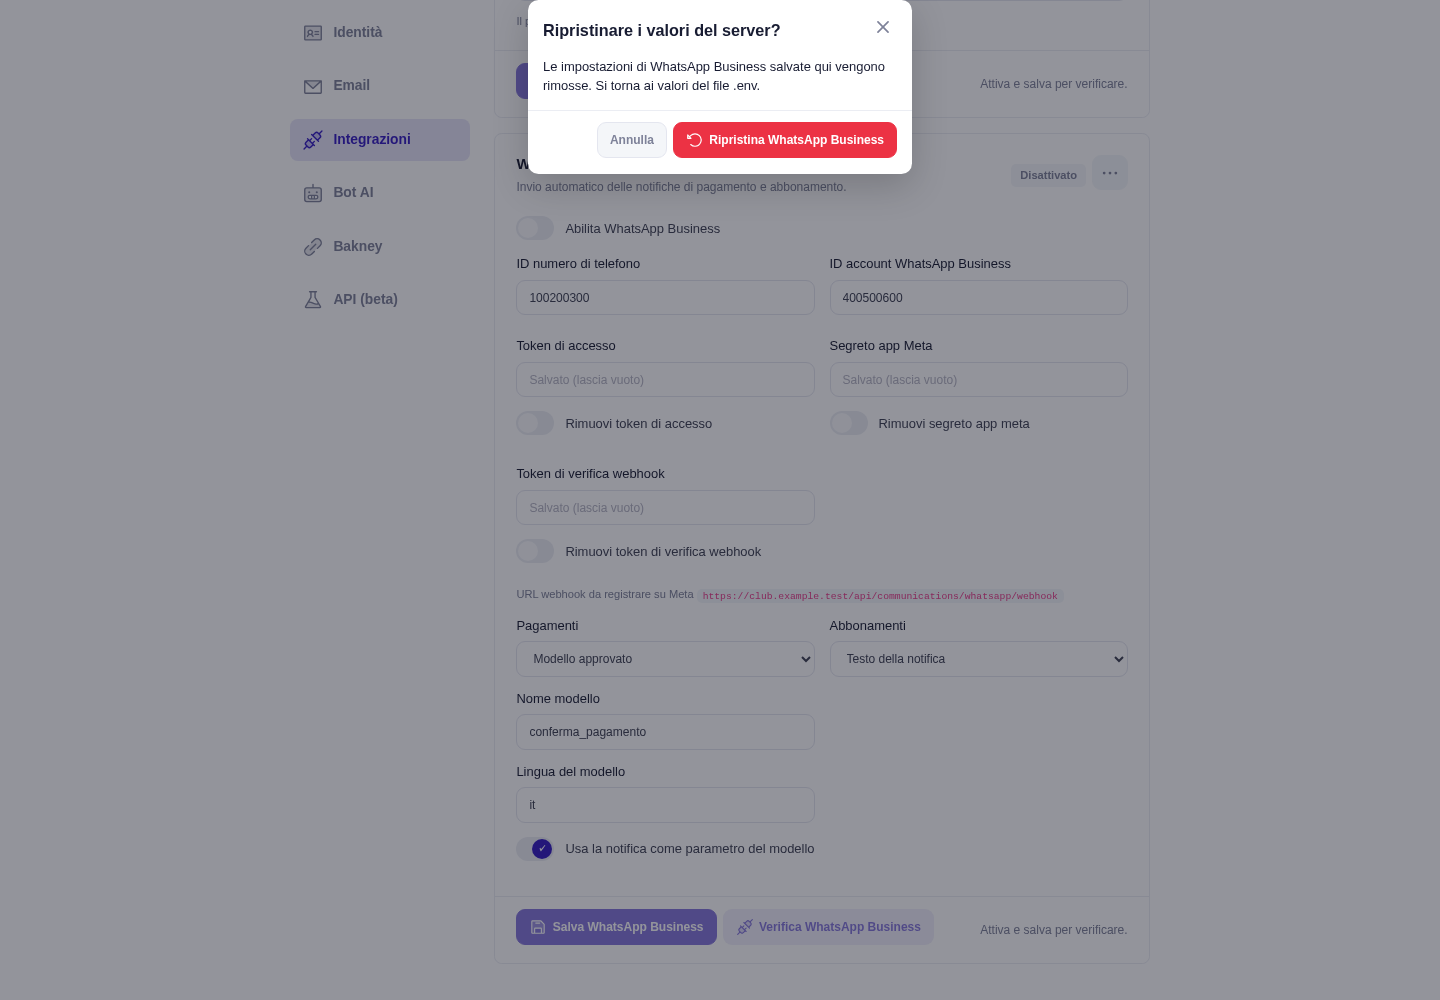 Identità
Email
Integrazioni
Bot AI
Bakney
API (beta)
Il
Ripristinare i valori del server?
Le impostazioni di WhatsApp Business salvate qui vengono
rimosse. Si torna ai valori del file .env.
Annulla
Ripristina WhatsApp Business
Attiva e salva per verificare.
Invio automatico delle notifiche di pagamento e abbonamento.
Disattivato
Abilita WhatsApp Business
ID numero di telefono
ID account WhatsApp Business
100200300
400500600
Token di accesso
Segreto app Meta
Salvato (lascia vuoto)
Salvato (lascia vuoto)
Rimuovi token di accesso
Rimuovi segreto app meta
Token di verifica webhook
Salvato (lascia vuoto)
Rimuovi token di verifica webhook
URL webhook da registrare su Meta https://club.example.test/api/communications/whatsapp/webhook
Pagamenti
Abbonamenti
Modello approvato
Testo della notifica
Nome modello
conferma_pagamento
Lingua del modello
it
Usa la notifica come parametro del modello
Salva WhatsApp Business
Verifica WhatsApp Business
Attiva e salva per verificare.